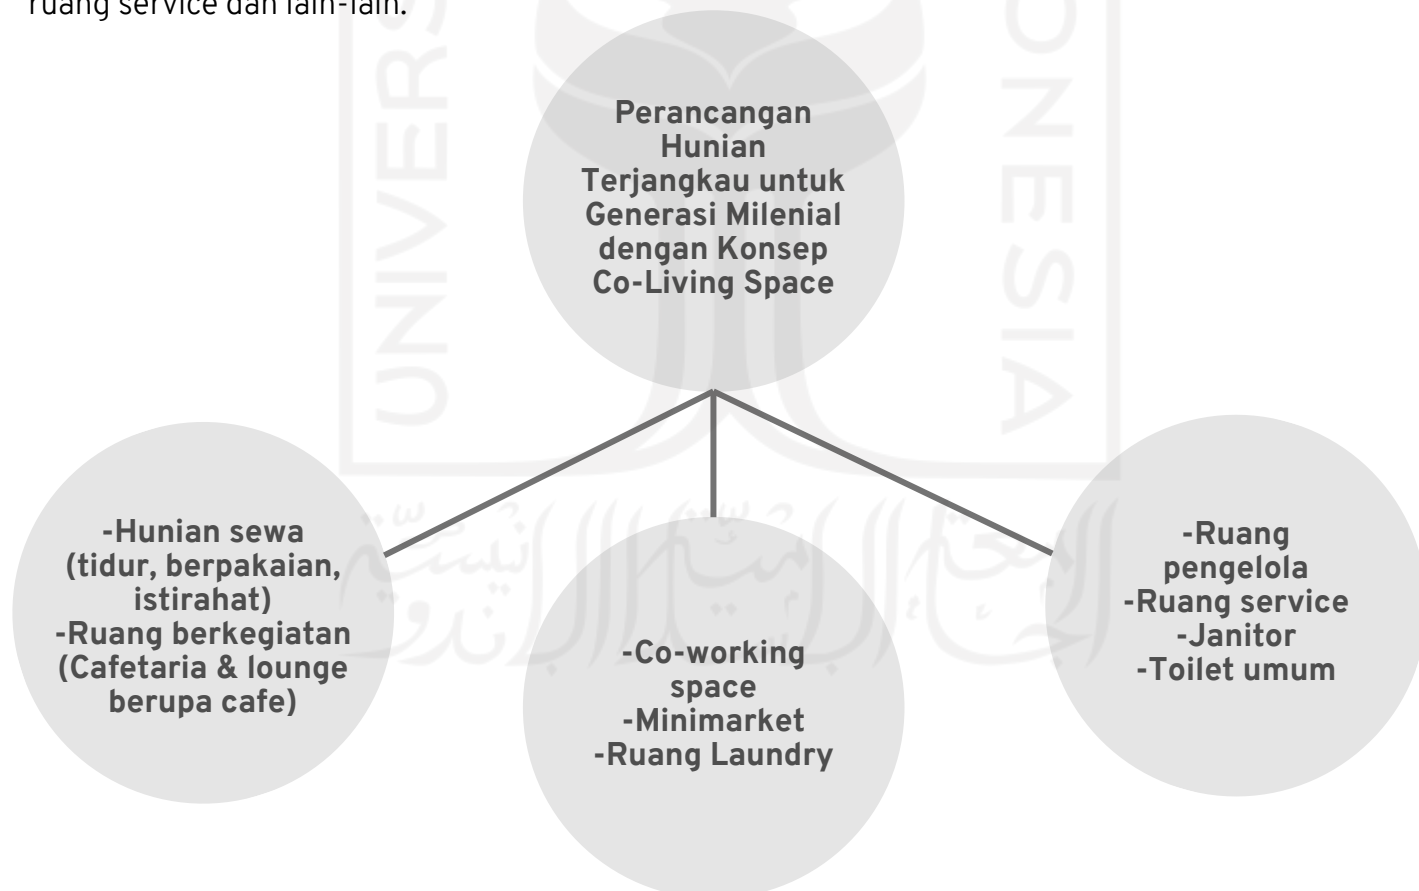 ruang service dan lain-lain.
Perancangan
Hunian
Terjangkau untuk
Generasi Milenial
dengan Konsep
Co-Living Space
-Hunian sewa
(tidur, berpakaian,
istirahat)
-Ruang berkegiatan
(Cafetaria & lounge
berupa cafe)
-Co-working
space
-Minimarket
-Ruang Laundry
-Ruang
pengelola
-Ruang service
-Janitor
-Toilet umum
UNIVERS
ONESIA